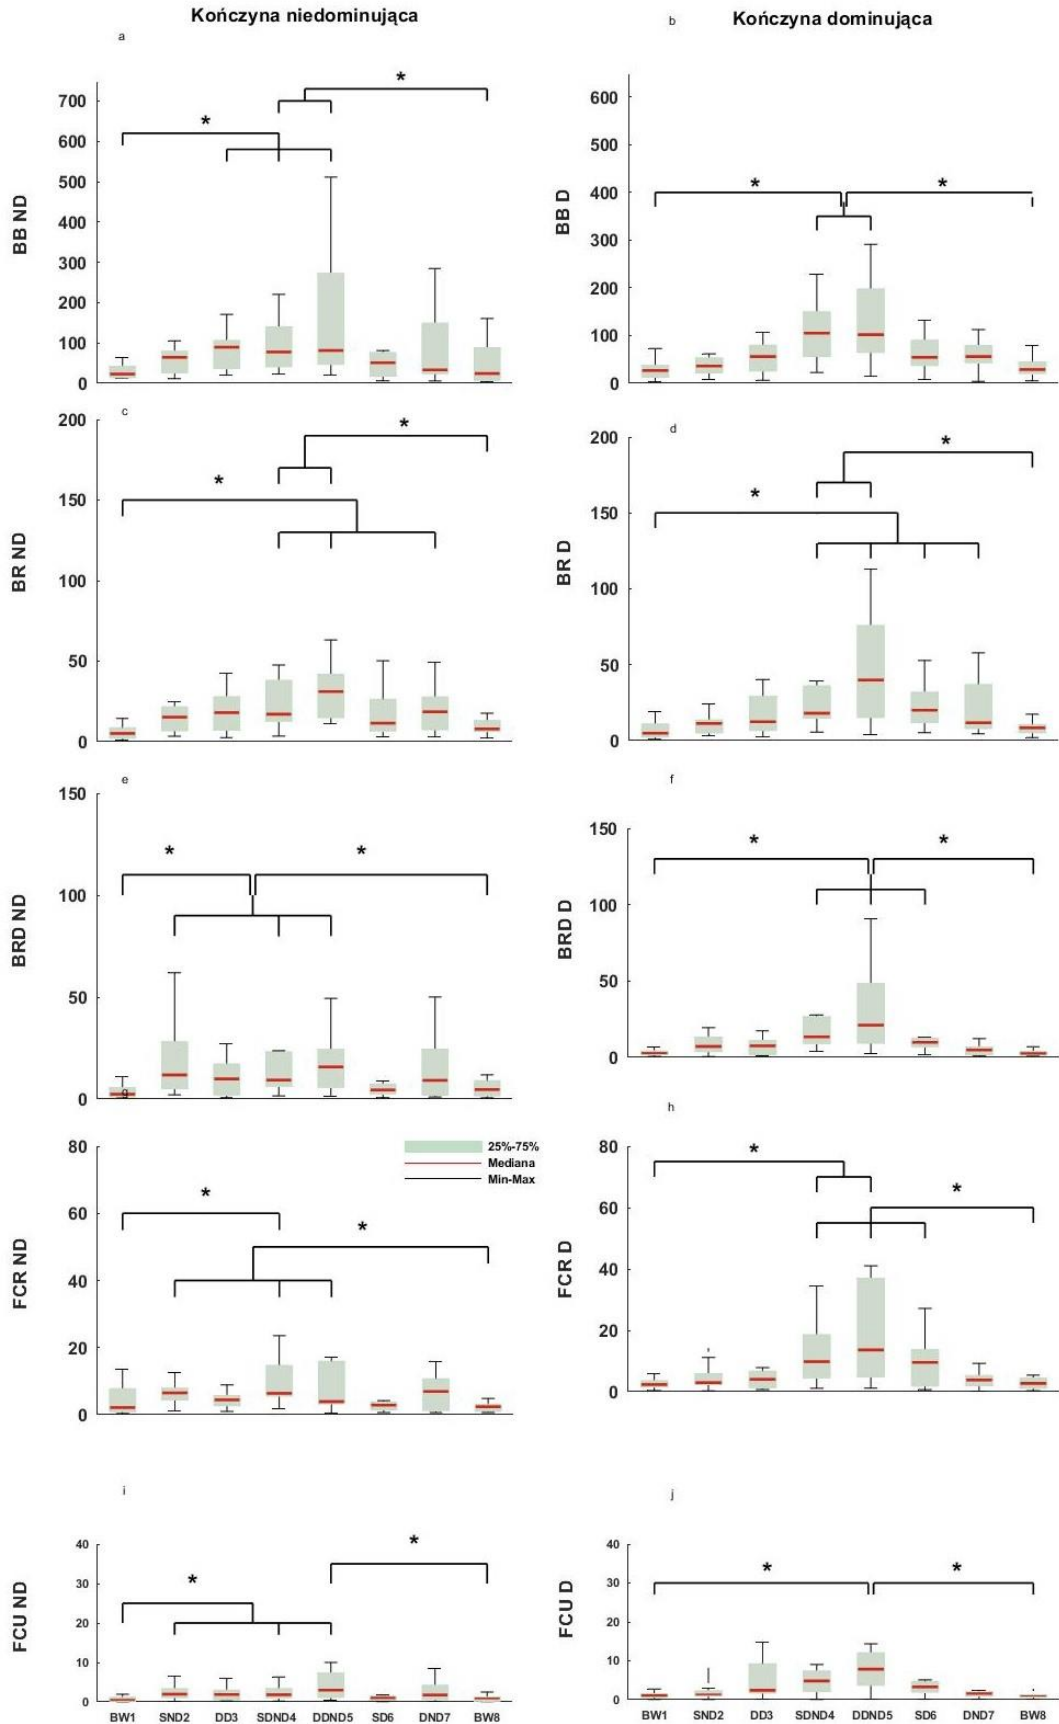 Kończyna niedominująca
Kończyna dominująca
a
b
BB ND
700
600
500
400
300
200
100
0
*
*
BB D
600
500
400
300
200
100
0
*
*
c
d
BR ND
200
150
100
50
0
*
*
BR D
200
150
100
50
0
*
*
e
f
BRD ND
150
100
50
0
*
*
BRD D
150
100
50
0
*
*
g
h
FCR ND
80
60
40
20
0
*
*
25%-75%
Mediana
Min-Max
FCR D
80
60
40
20
0
*
*
i
j
FCU ND
40
30
20
10
0
*
*
BW1 SND2 DD3 SDND4 DDND5 SD6 DND7 BW8
FCU D
40
30
20
10
0
*
*
BW1 SND2 DD3 SDND4 DDND5 SD6 DND7 BW8